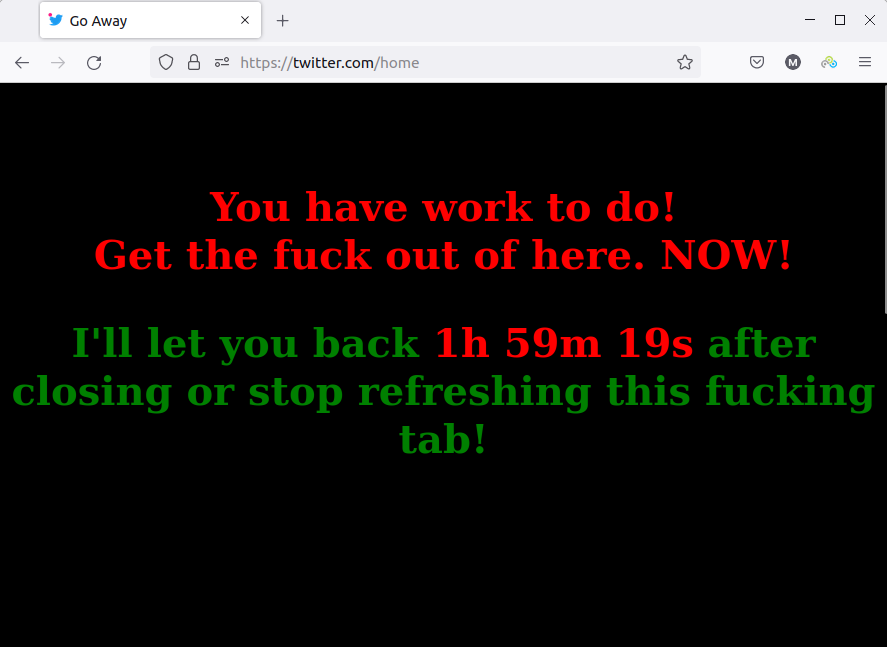 Go Away
https://twitter.com/home
M
You have work to do!
Get the fuck out of here. NOW!
I'll let you back 1h 59m 19s after
closing or stop refreshing this fucking
tab!